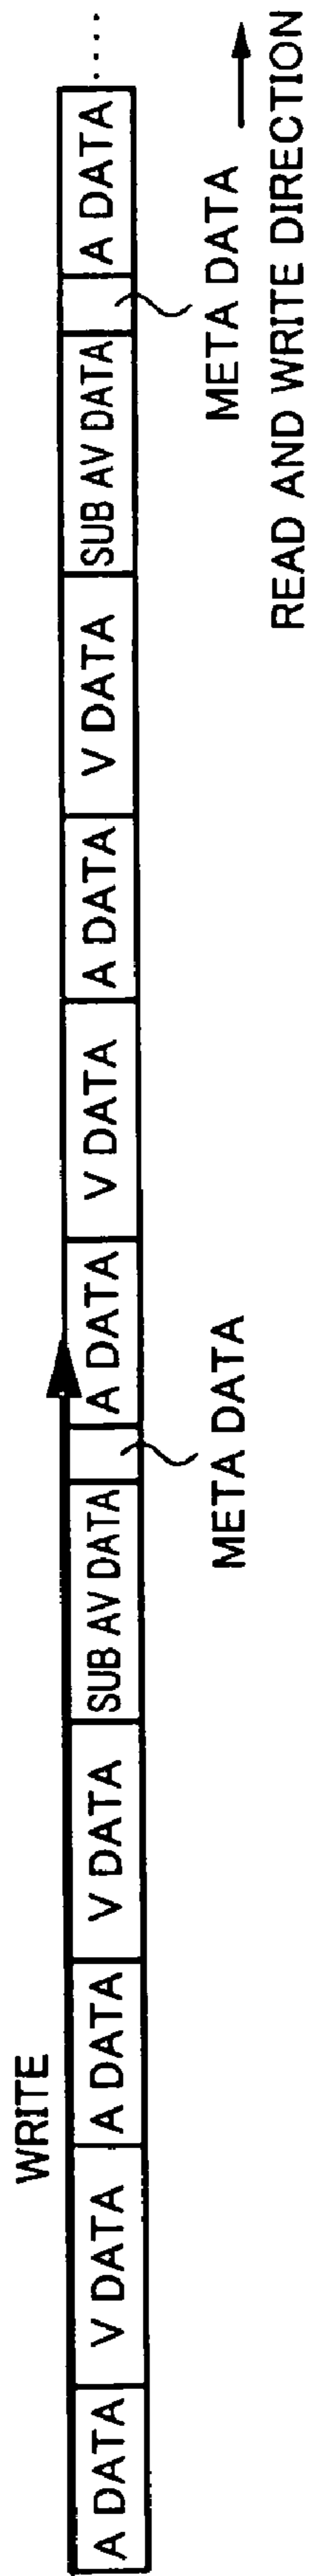 WRITE
A DATA
V DATA
A DATA
V DATA
SUB AV DATA
A DATA
V DATA
A DATA
V DATA
SUB AV DATA
A DATA
....
META DATA
META DATA
READ AND WRITE DIRECTION